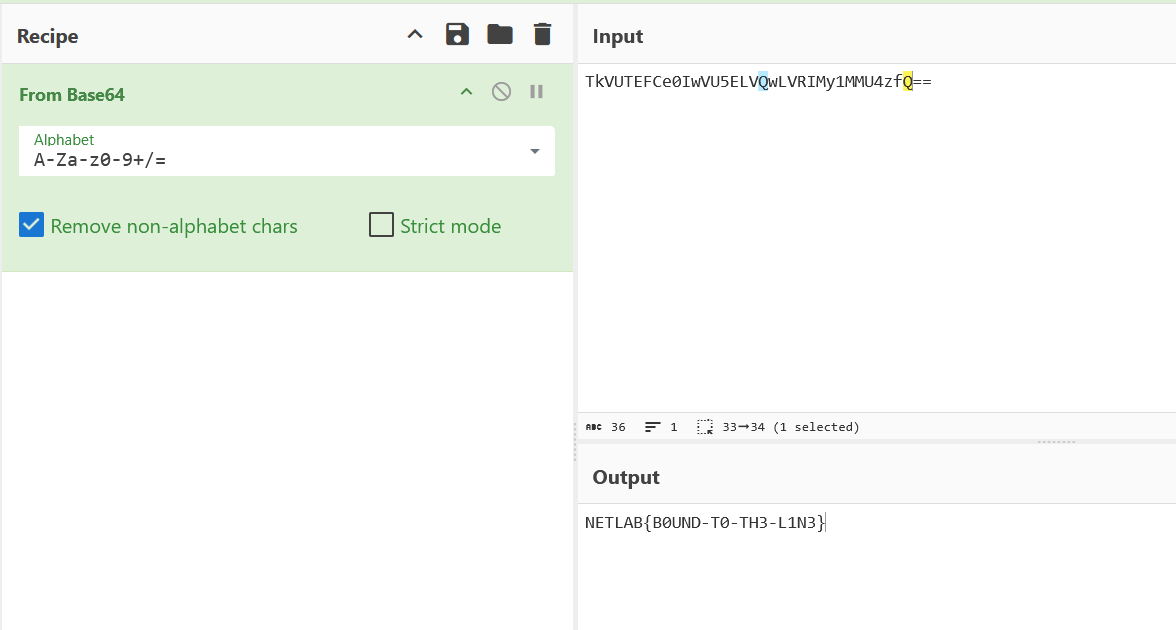 Recipe
From Base64
Alphabet
A-Za-z0-9+/=
Remove non-alphabet chars
Strict mode
Input
TkVUTEFCe0IwVU5ELVQwLVRIMy1MMU4zfQ==
ABC 36 1 33→34 (1 selected)
Output
NETLAB{B0UND-T0-TH3-L1N3}